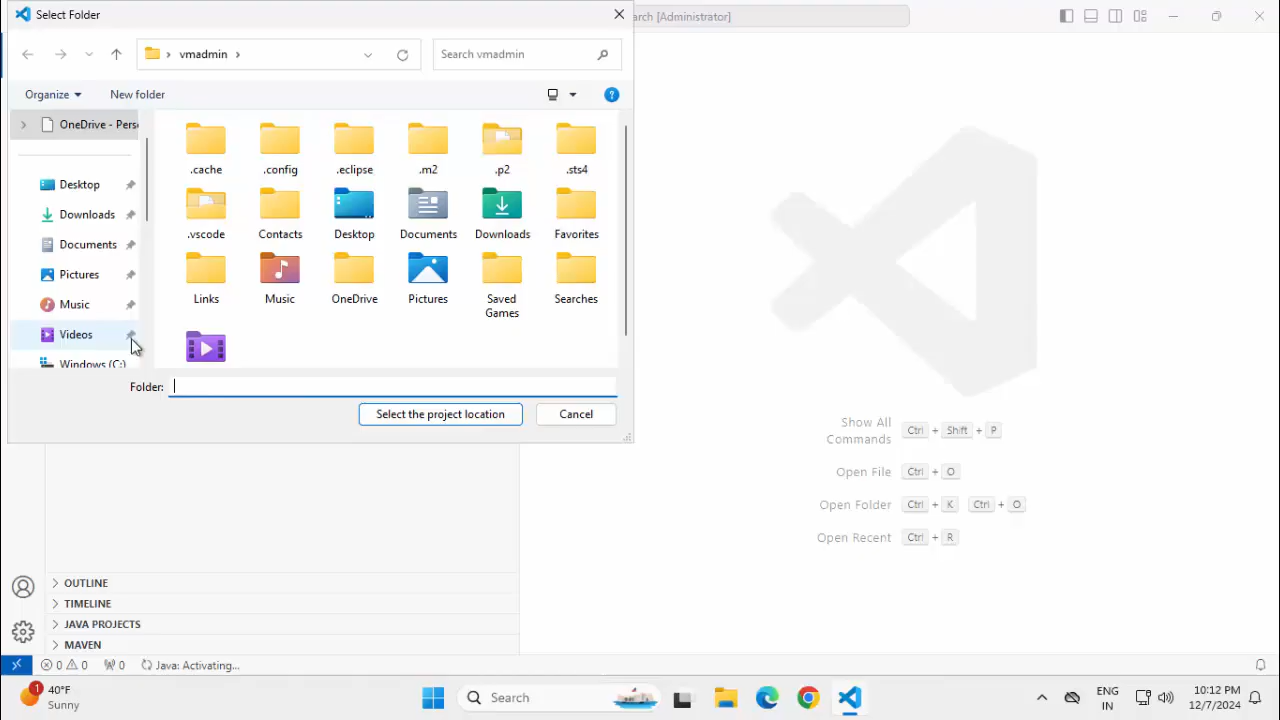 Select Folder
arch [Administrator]
vmadmin
Search vmadmin
Organize
New folder
OneDrive - Pers
Desktop
Downloads
Documents
Pictures
Music
Videos
Windows (C:)
.cache
.config
.eclipse
.m2
.p2
.sts4
.vscode
Contacts
Desktop
Documents
Downloads
Favorites
Links
Music
OneDrive
Pictures
Saved
Games
Searches
Folder:
Select the project location
Cancel
Show All
Commands
Ctrl + Shift + P
Open File Ctrl + O
Open Folder Ctrl + K Ctrl + O
Open Recent Ctrl + R
OUTLINE
TIMELINE
JAVA PROJECTS
MAVEN
0 0 0 Java: Activating...
1
40°F
Sunny
Search
ENG
IN
10:12 PM
12/7/2024